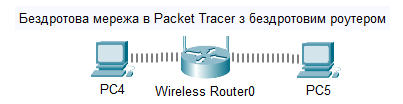 Бездротова мережа в Packet Tracer з бездротовим роутером
PC4
Wireless Router0
PC5